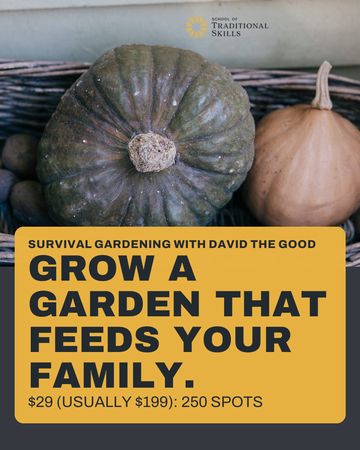 SCHOOL OF
TRADITIONAL
SKILLS
SURVIVAL GARDENING WITH DAVID THE GOOD
GROW A
GARDEN THAT
FEEDS YOUR
FAMILY.
$29 (USUALLY $199): 250 SPOTS